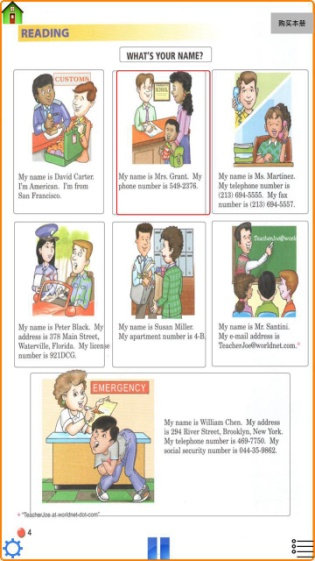 购买本册
READING
WHAT'S YOUR NAME?
CUSTOMS
SCHOOL
My name is David Carter.
I'm American. I'm from
San Francisco.
My name is Mrs. Grant. My
phone number is 549-2376.
My name is Ms. Martinez.
My telephone number is
(213) 694-5555. My fax
number is (213) 694-5557.
TeacherJoe@world
My name is Peter Black. My
address is 378 Main Street,
Waterville, Florida. My license
number is 921DCG.
My name is Susan Miller.
My apartment number is 4-B.
My name is Mr. Santini.
My e-mail address is
TeacherJoe@worldnet.com.*
EMERGENCY
My name is William Chen. My address
is 294 River Street, Brooklyn, New York.
My telephone number is 469-7750. My
social security number is 044-35-9862.
* "TeacherJoe at worldnet-dot-com"
4